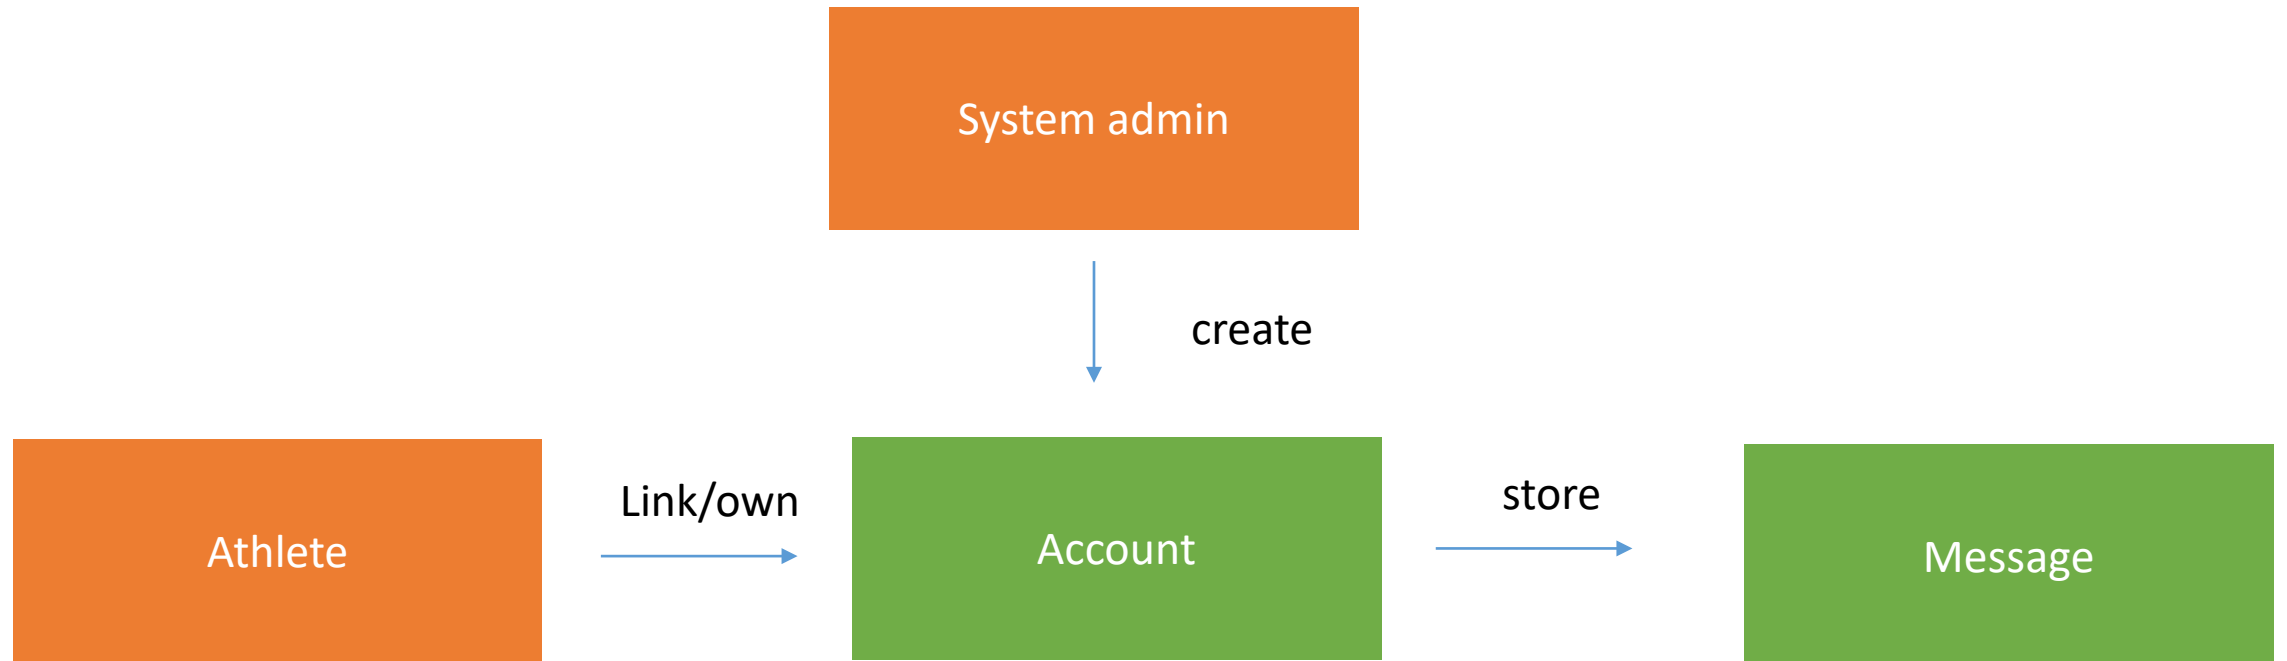 System admin
create
Link/own
store
Athlete
Account
Message